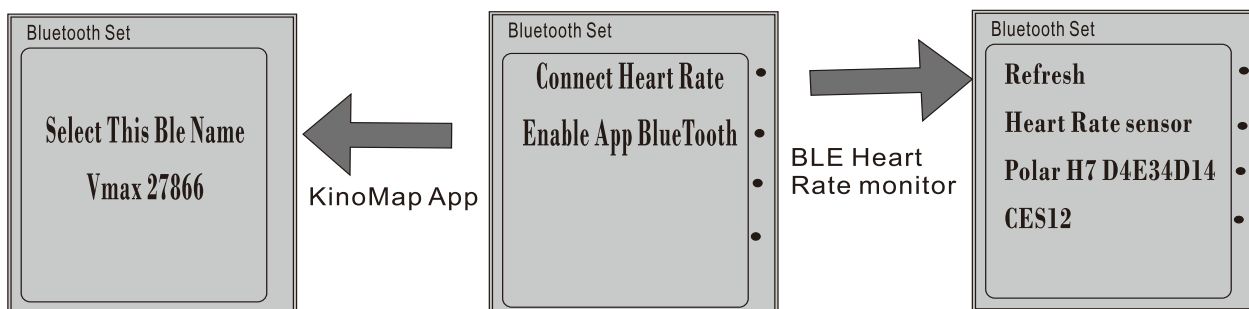 Bluetooth Set
Select This Ble Name
Vmax 27866
KinoMap App
Bluetooth Set
Connect Heart Rate
Enable App BlueTooth
BLE Heart
Rate monitor
Bluetooth Set
Refresh
Heart Rate sensor
Polar H7 D4E34D14
CES12